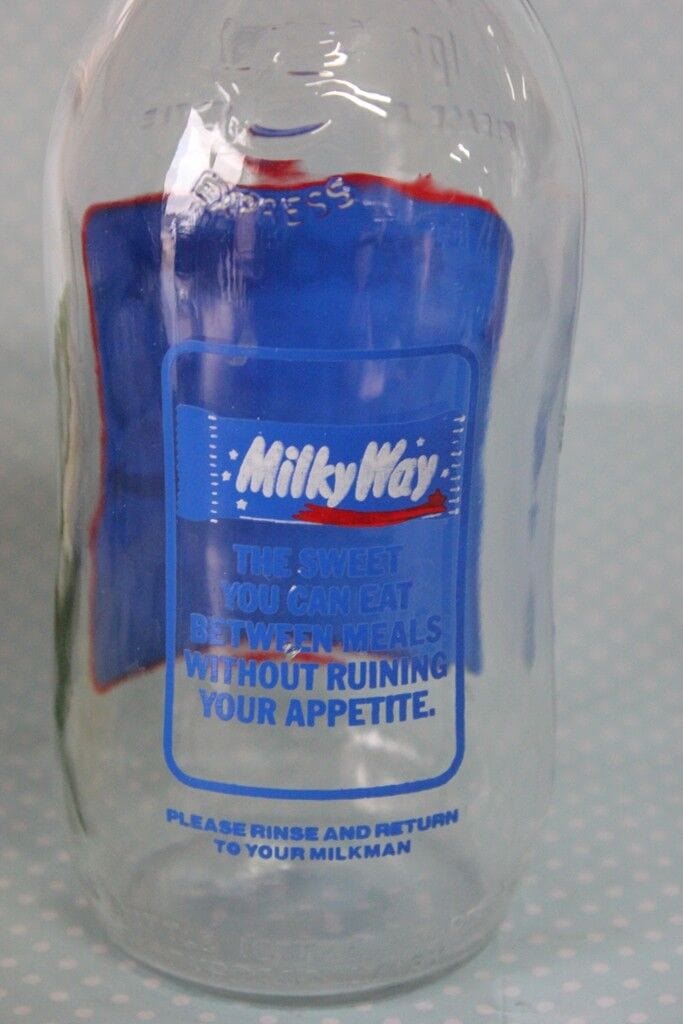 EXPRESS
MilkyWay
THE SWEET
YOU CAN EAT
BETWEEN MEALS
WITHOUT RUINING
YOUR APPETITE.
PLEASE RINSE AND RETURN
TO YOUR MILKMAN